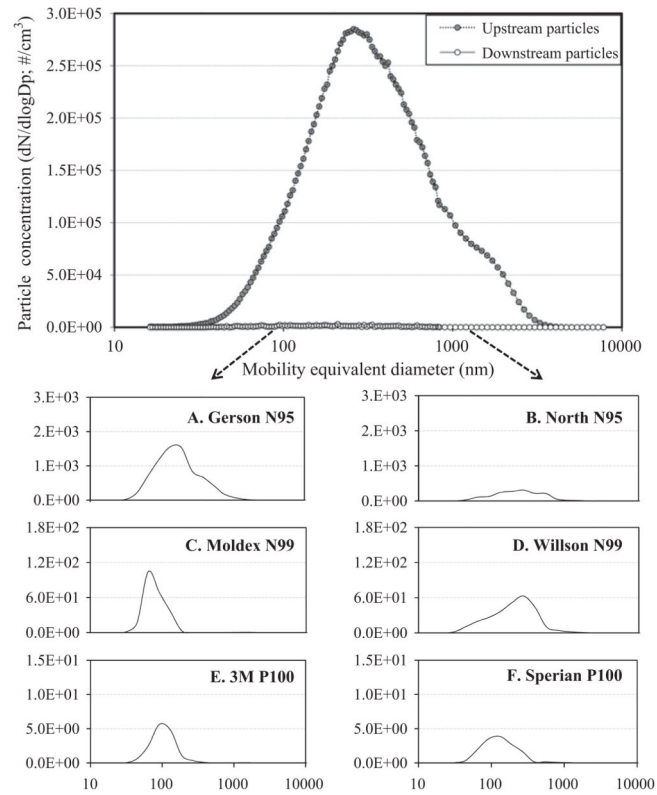 Particle concentration (dN/dlogDp; #/cm³)
3.0E+05
2.5E+05
2.0E+05
1.5E+05
1.0E+05
5.0E+04
0.0E+00
Upstream particles
Downstream particles
10 100 1000 10000
Mobility equivalent diameter (nm)
A. Gerson N95
3.E+03
2.E+03
1.E+03
0.E+00
B. North N95
3.E+03
2.E+03
1.E+03
0.E+00
C. Moldex N99
1.8E+02
1.2E+02
6.0E+01
0.0E+00
D. Willson N99
1.8E+02
1.2E+02
6.0E+01
0.0E+00
E. 3M P100
1.5E+01
1.0E+01
5.0E+00
0.0E+00
10 100 1000 10000
F. Sperian P100
1.5E+01
1.0E+01
5.0E+00
0.0E+00
10 100 1000 10000